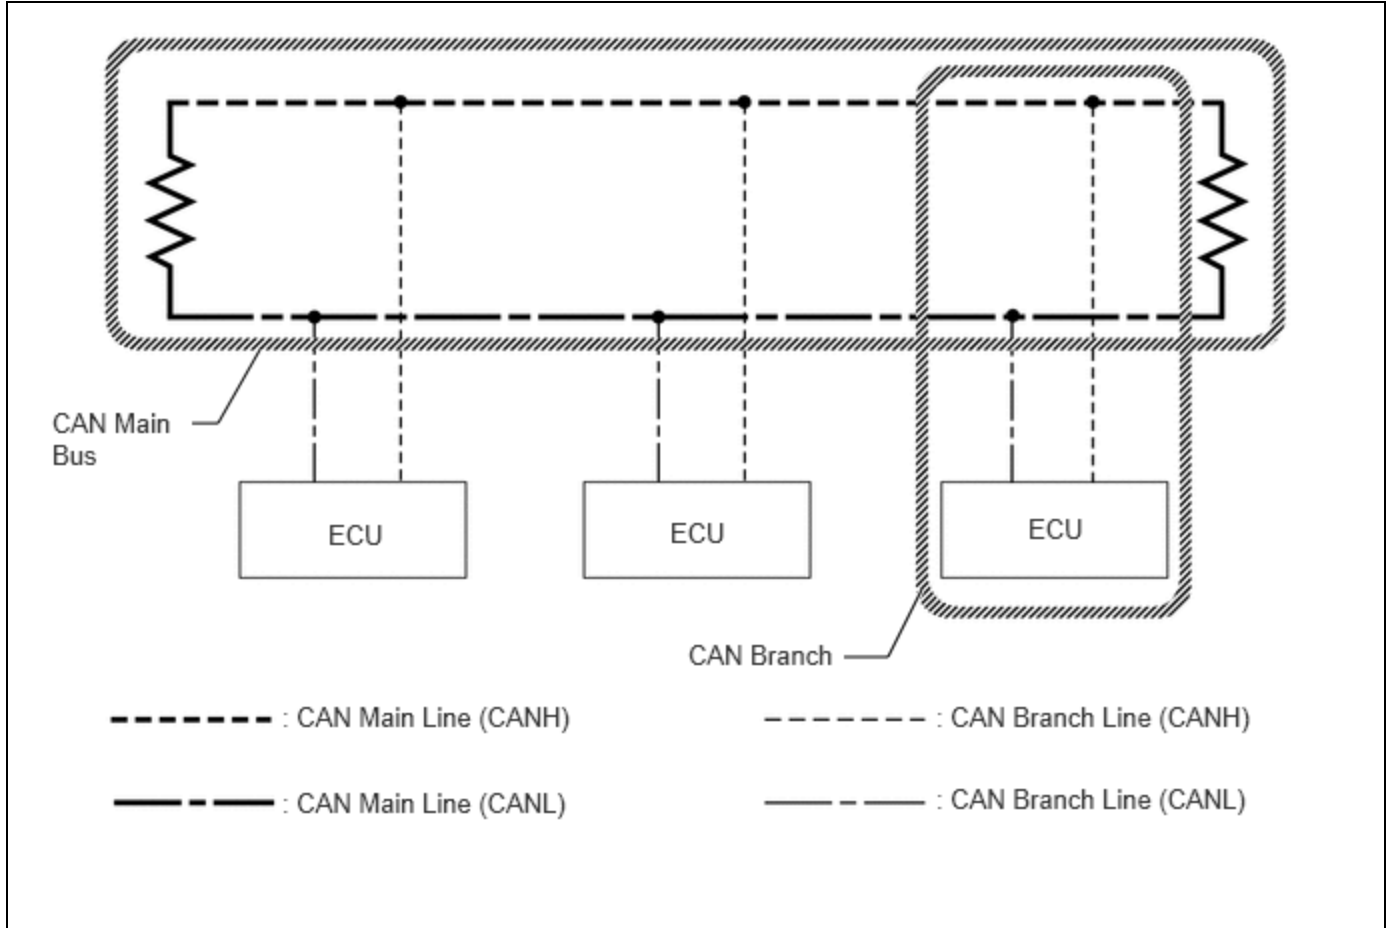 CAN Main
Bus
ECU
ECU
ECU
CAN Branch
: CAN Main Line (CANH)
: CAN Branch Line (CANH)
: CAN Main Line (CANL)
: CAN Branch Line (CANL)